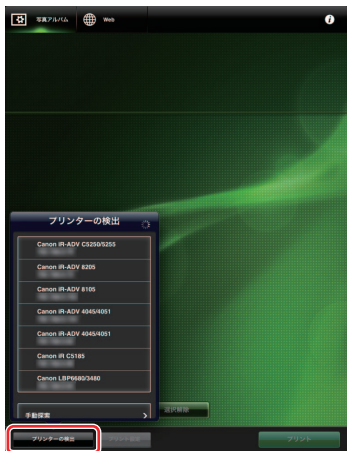 写真アルバム
Web
プリンターの検出
Canon iR-ADV C5250/5255
Canon iR-ADV 8205
Canon iR-ADV 8105
Canon iR-ADV 4045/4051
Canon iR-ADV 4045/4051
Canon iR C5185
Canon LBP6680/3480
選択解除
手動探索
プリンターの検出
プリント